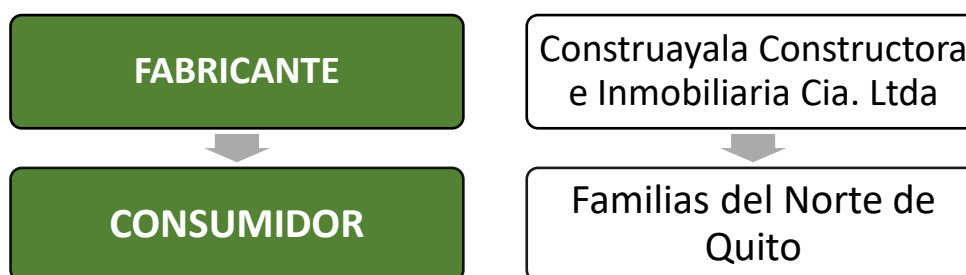 FABRICANTE
Construayala Constructora
e Inmobiliaria Cia. Ltda
CONSUMIDOR
Familias del Norte de
Quito